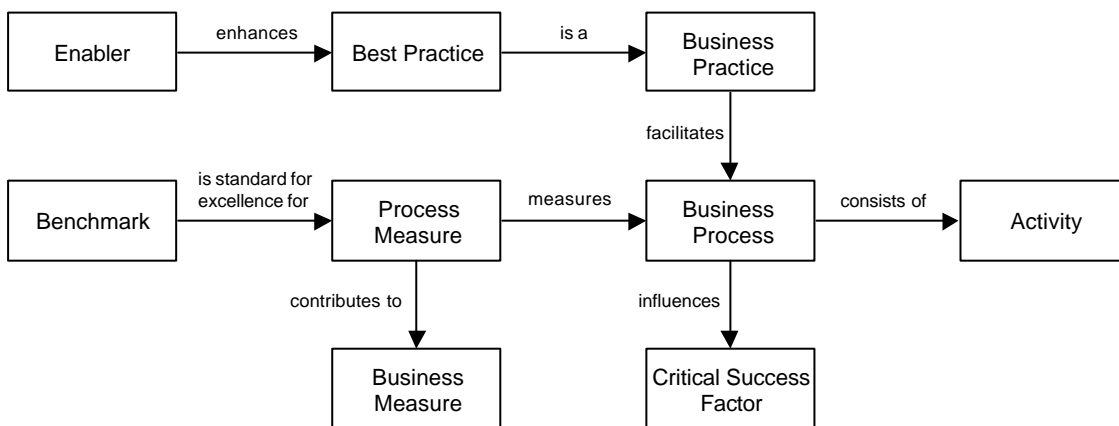 Enabler
enhances
Best Practice
is a
Business
Practice
facilitates
Benchmark
is standard for
excellence for
Process
Measure
measures
Business
Process
consists of
Activity
contributes to
influences
Business
Measure
Critical Success
Factor